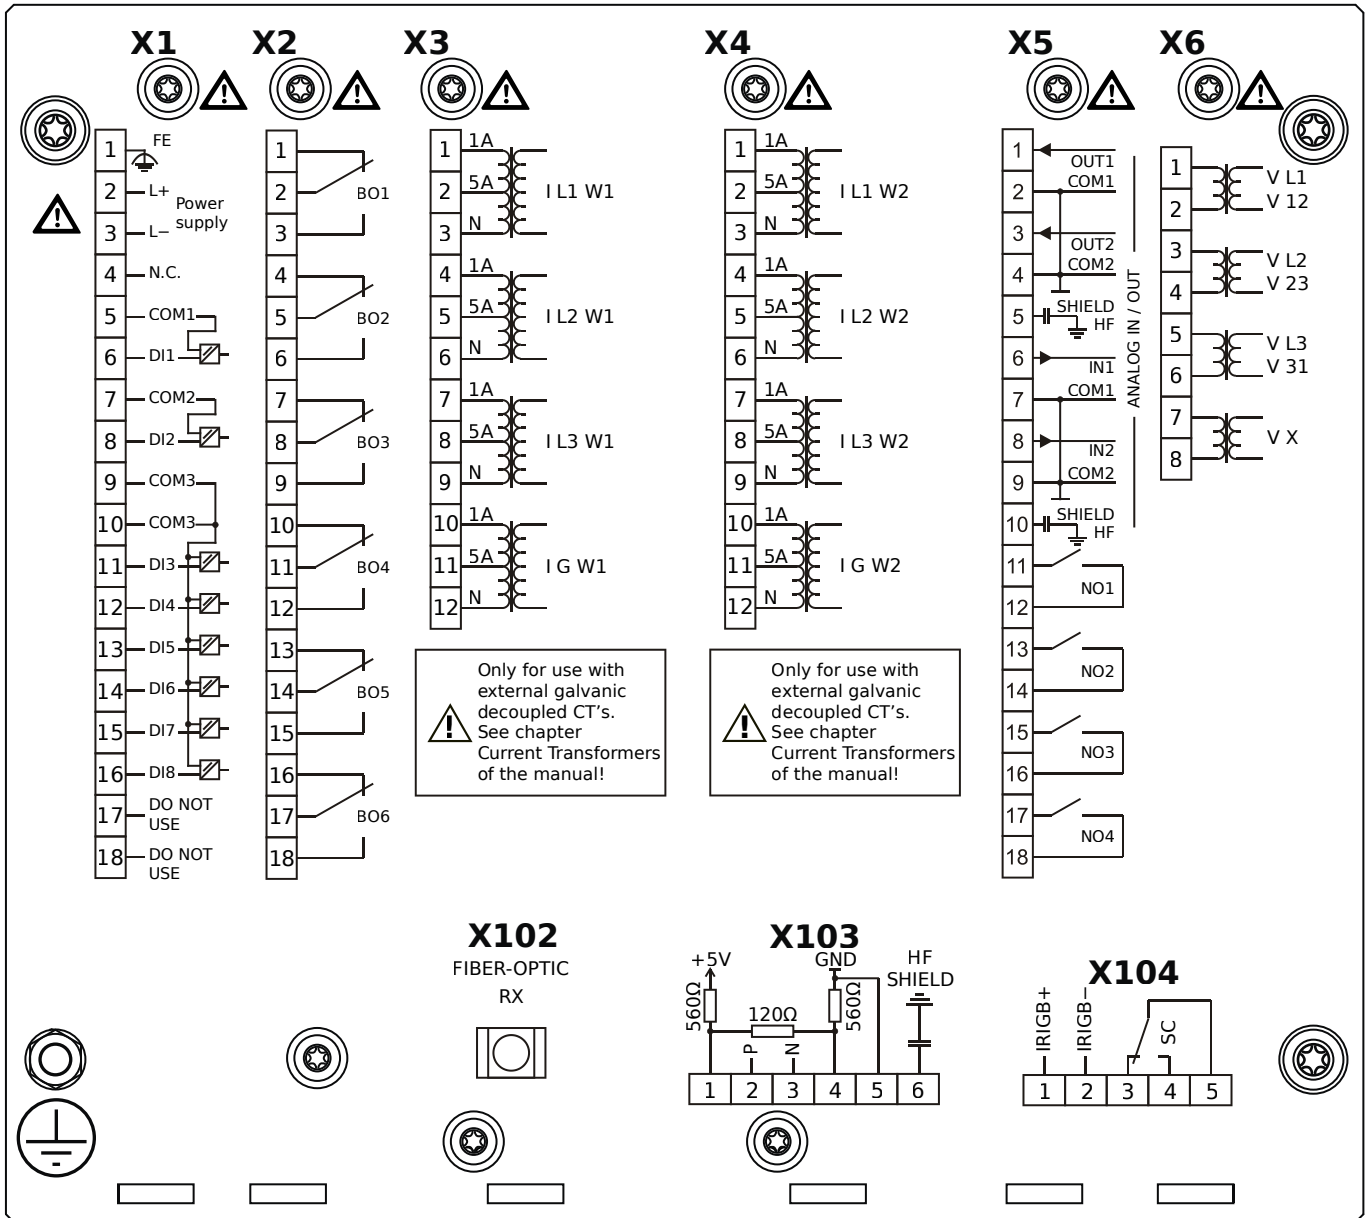 X1
X2
X3
X4
X5
X6
1
FE
2
L+
Power
supply
3
L−
4
N.C.
5
COM1
6
DI1
7
COM2
8
DI2
9
COM3
10
COM3
11
DI3
12
DI4
13
DI5
14
DI6
15
DI7
16
DI8
17
DO NOT
USE
18
DO NOT
USE
1
2
BO1
3
4
5
BO2
6
7
8
BO3
9
10
11
BO4
12
13
14
BO5
15
16
17
BO6
18
1
1A
2
5A
I L1 W1
3
N
4
1A
5
5A
I L2 W1
6
N
7
1A
8
5A
I L3 W1
9
N
10
1A
11
5A
I G W1
12
N
Only for use with
external galvanic
decoupled CT's.
See chapter
Current Transformers
of the manual!
1
1A
2
5A
I L1 W2
3
N
4
1A
5
5A
I L2 W2
6
N
7
1A
8
5A
I L3 W2
9
N
10
1A
11
5A
I G W2
12
N
Only for use with
external galvanic
decoupled CT's.
See chapter
Current Transformers
of the manual!
1
OUT1
2
COM1
3
OUT2
4
COM2
5
SHIELD
HF
6
IN1
7
COM1
8
IN2
9
COM2
10
SHIELD
HF
ANALOG IN / OUT
11
NO1
12
13
NO2
14
15
NO3
16
17
NO4
18
1
V L1
2
V 12
3
V L2
4
V 23
5
V L3
6
V 31
7
V X
8
X102
FIBER-OPTIC
RX
X103
+5V
GND
HF
SHIELD
560Ω
120Ω
560Ω
P
N
1
2
3
4
5
6
X104
IRIGB+
IRIGB−
SC
1
2
3
4
5